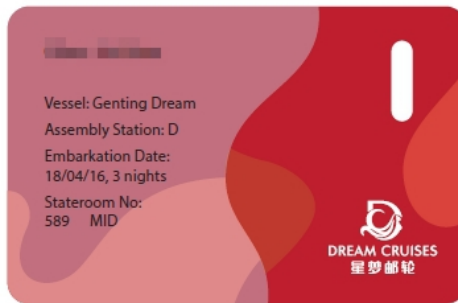 Vessel: Genting Dream
Assembly Station: D
Embarkation Date:
18/04/16, 3 nights
Stateroom No:
589 MID
DREAM CRUISES
星梦邮轮